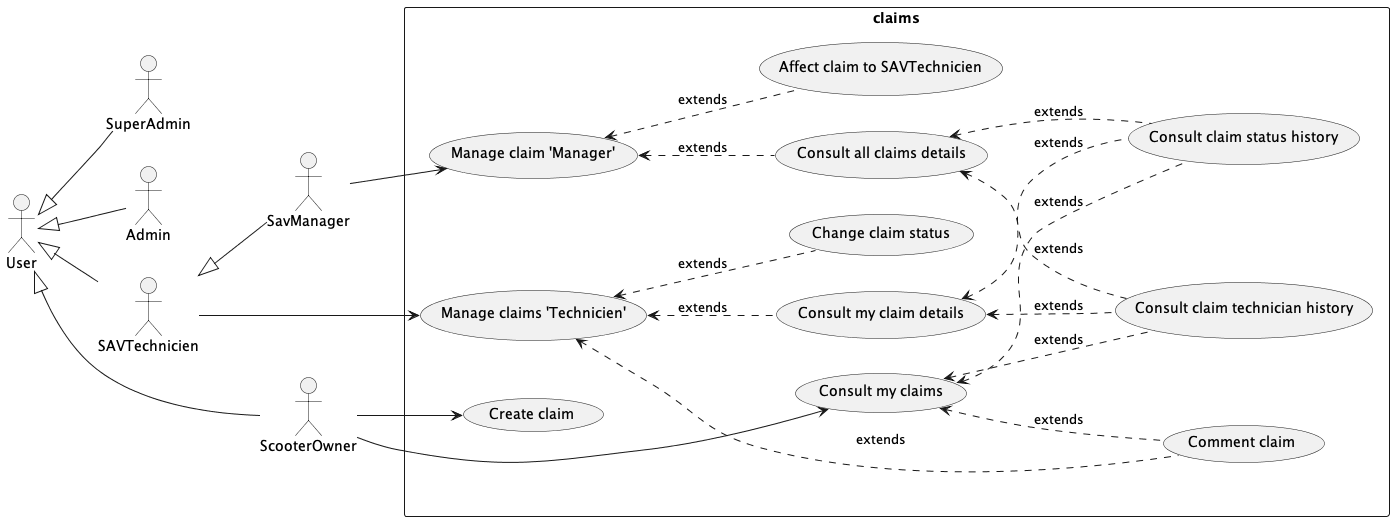 claims
SuperAdmin
Admin
User
SavManager
SAVTechnicien
ScooterOwner
Affect claim to SAVTechnicien
extends
Manage claim 'Manager'
extends
Consult all claims details
extends
Consult claim status history
extends
extends
Change claim status
extends
extends
Manage claims 'Technicien'
extends
Consult my claim details
extends
Consult claim technician history
extends
Consult my claims
Create claim
extends
extends
Comment claim